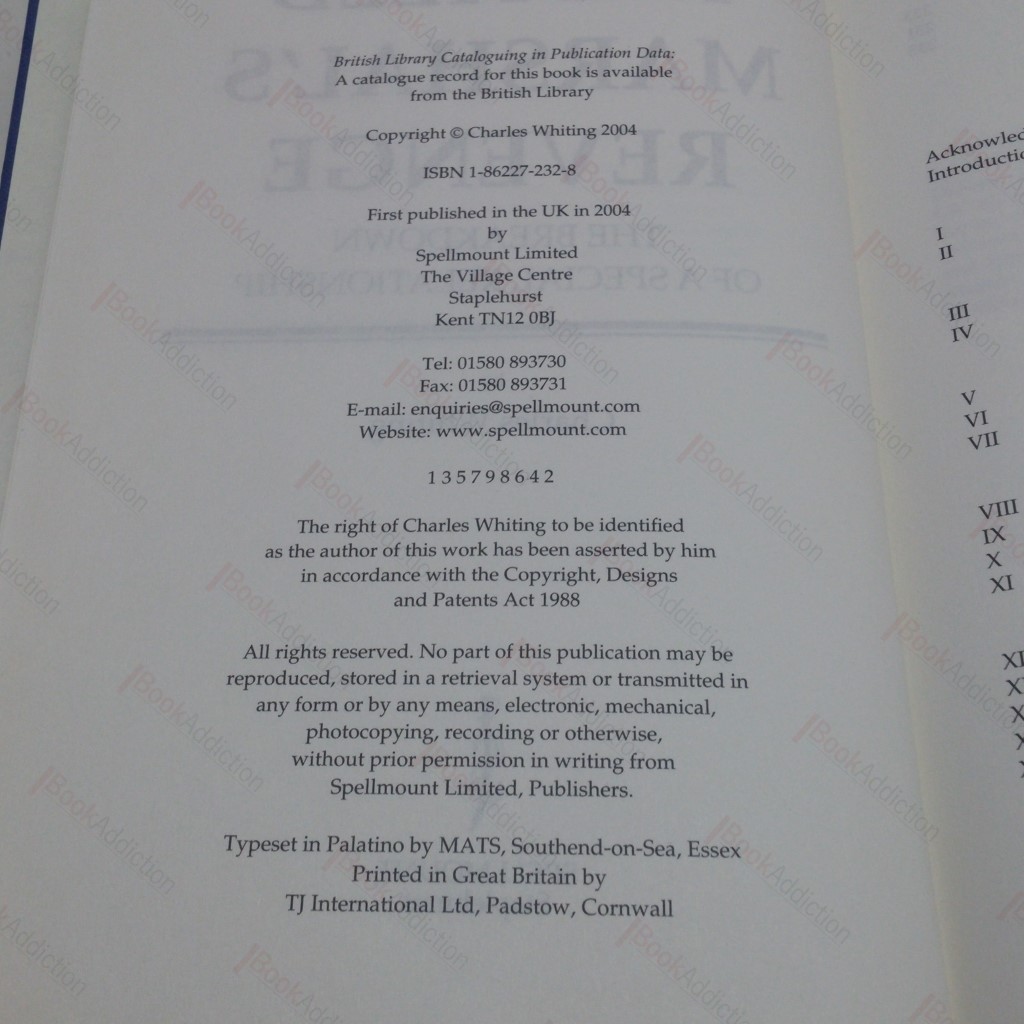 British Library Cataloguing in Publication Data:
A catalogue record for this book is available
from the British Library
Copyright © Charles Whiting 2004
ISBN 1-86227-232-8
First published in the UK in 2004
by
Spellmount Limited
The Village Centre
Staplehurst
Kent TN12 0BJ
Tel: 01580 893730
Fax: 01580 893731
E-mail: enquiries@spellmount.com
Website: www.spellmount.com
1 3 5 7 9 8 6 4 2
The right of Charles Whiting to be identified
as the author of this work has been asserted by him
in accordance with the Copyright, Designs
and Patents Act 1988
All rights reserved. No part of this publication may be
reproduced, stored in a retrieval system or transmitted in
any form or by any means, electronic, mechanical,
photocopying, recording or otherwise,
without prior permission in writing from
Spellmount Limited, Publishers.
Typeset in Palatino by MATS, Southend-on-Sea, Essex
Printed in Great Britain by
TJ International Ltd, Padstow, Cornwall
I
II
III
IV
V
VI
VII
VIII
IX
X
XI
BookAddiction